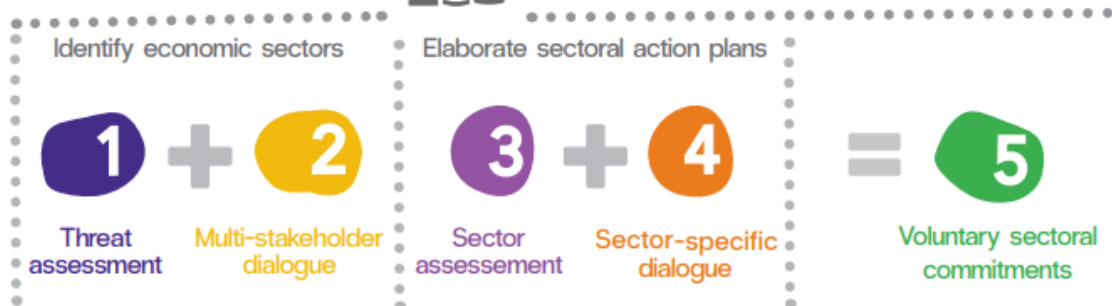 Identify economic sectors
Elaborate sectoral action plans
1 + 2
3 + 4
= 5
Threat
assessment
Multi-stakeholder
dialogue
Sector
assessement
Sector-specific
dialogue
Voluntary sectoral
commitments